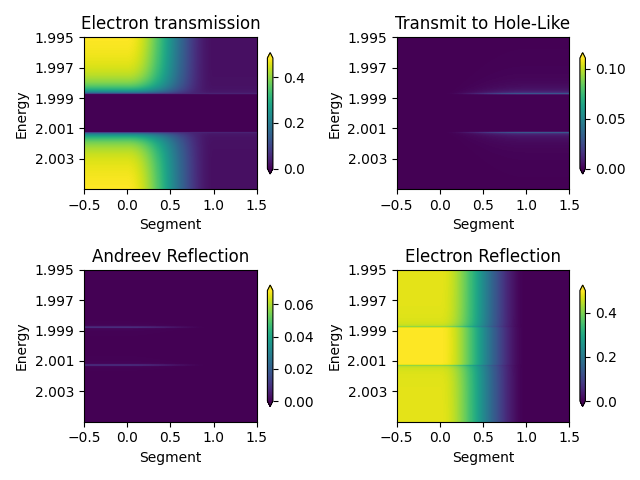 Electron transmission
1.995
1.997
1.999
2.001
2.003
Energy
−0.5 0.0 0.5 1.0 1.5
Segment
0.4
0.2
0.0
Transmit to Hole-Like
1.995
1.997
1.999
2.001
2.003
Energy
−0.5 0.0 0.5 1.0 1.5
Segment
0.10
0.05
0.00
Andreev Reflection
1.995
1.997
1.999
2.001
2.003
Energy
−0.5 0.0 0.5 1.0 1.5
Segment
0.06
0.04
0.02
0.00
Electron Reflection
1.995
1.997
1.999
2.001
2.003
Energy
−0.5 0.0 0.5 1.0 1.5
Segment
0.4
0.2
0.0